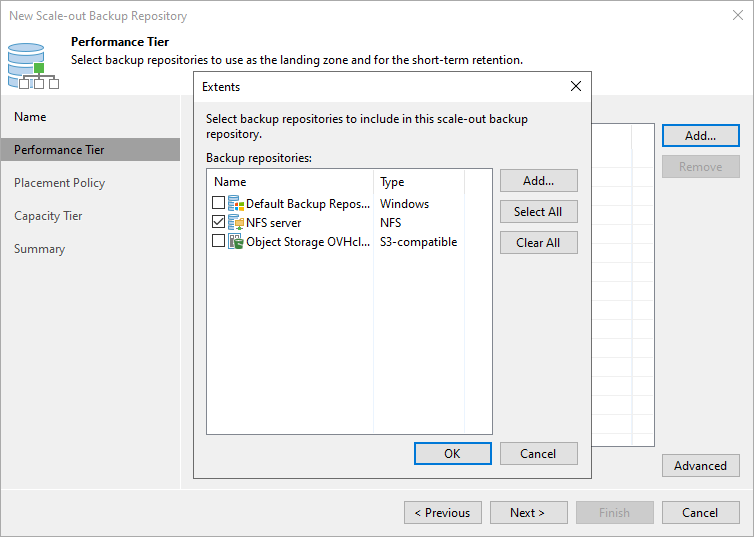 New Scale-out Backup Repository
Performance Tier
Select backup repositories to use as the landing zone and for the short-term retention.
Name
Performance Tier
Placement Policy
Capacity Tier
Summary
Extents
Select backup repositories to include in this scale-out backup
repository.
Backup repositories:
Name Type
Default Backup Repos... Windows
NFS server NFS
Object Storage OVHcl... S3-compatible
Add...
Select All
Clear All
OK Cancel
Add...
Remove
Advanced
< Previous Next > Finish Cancel